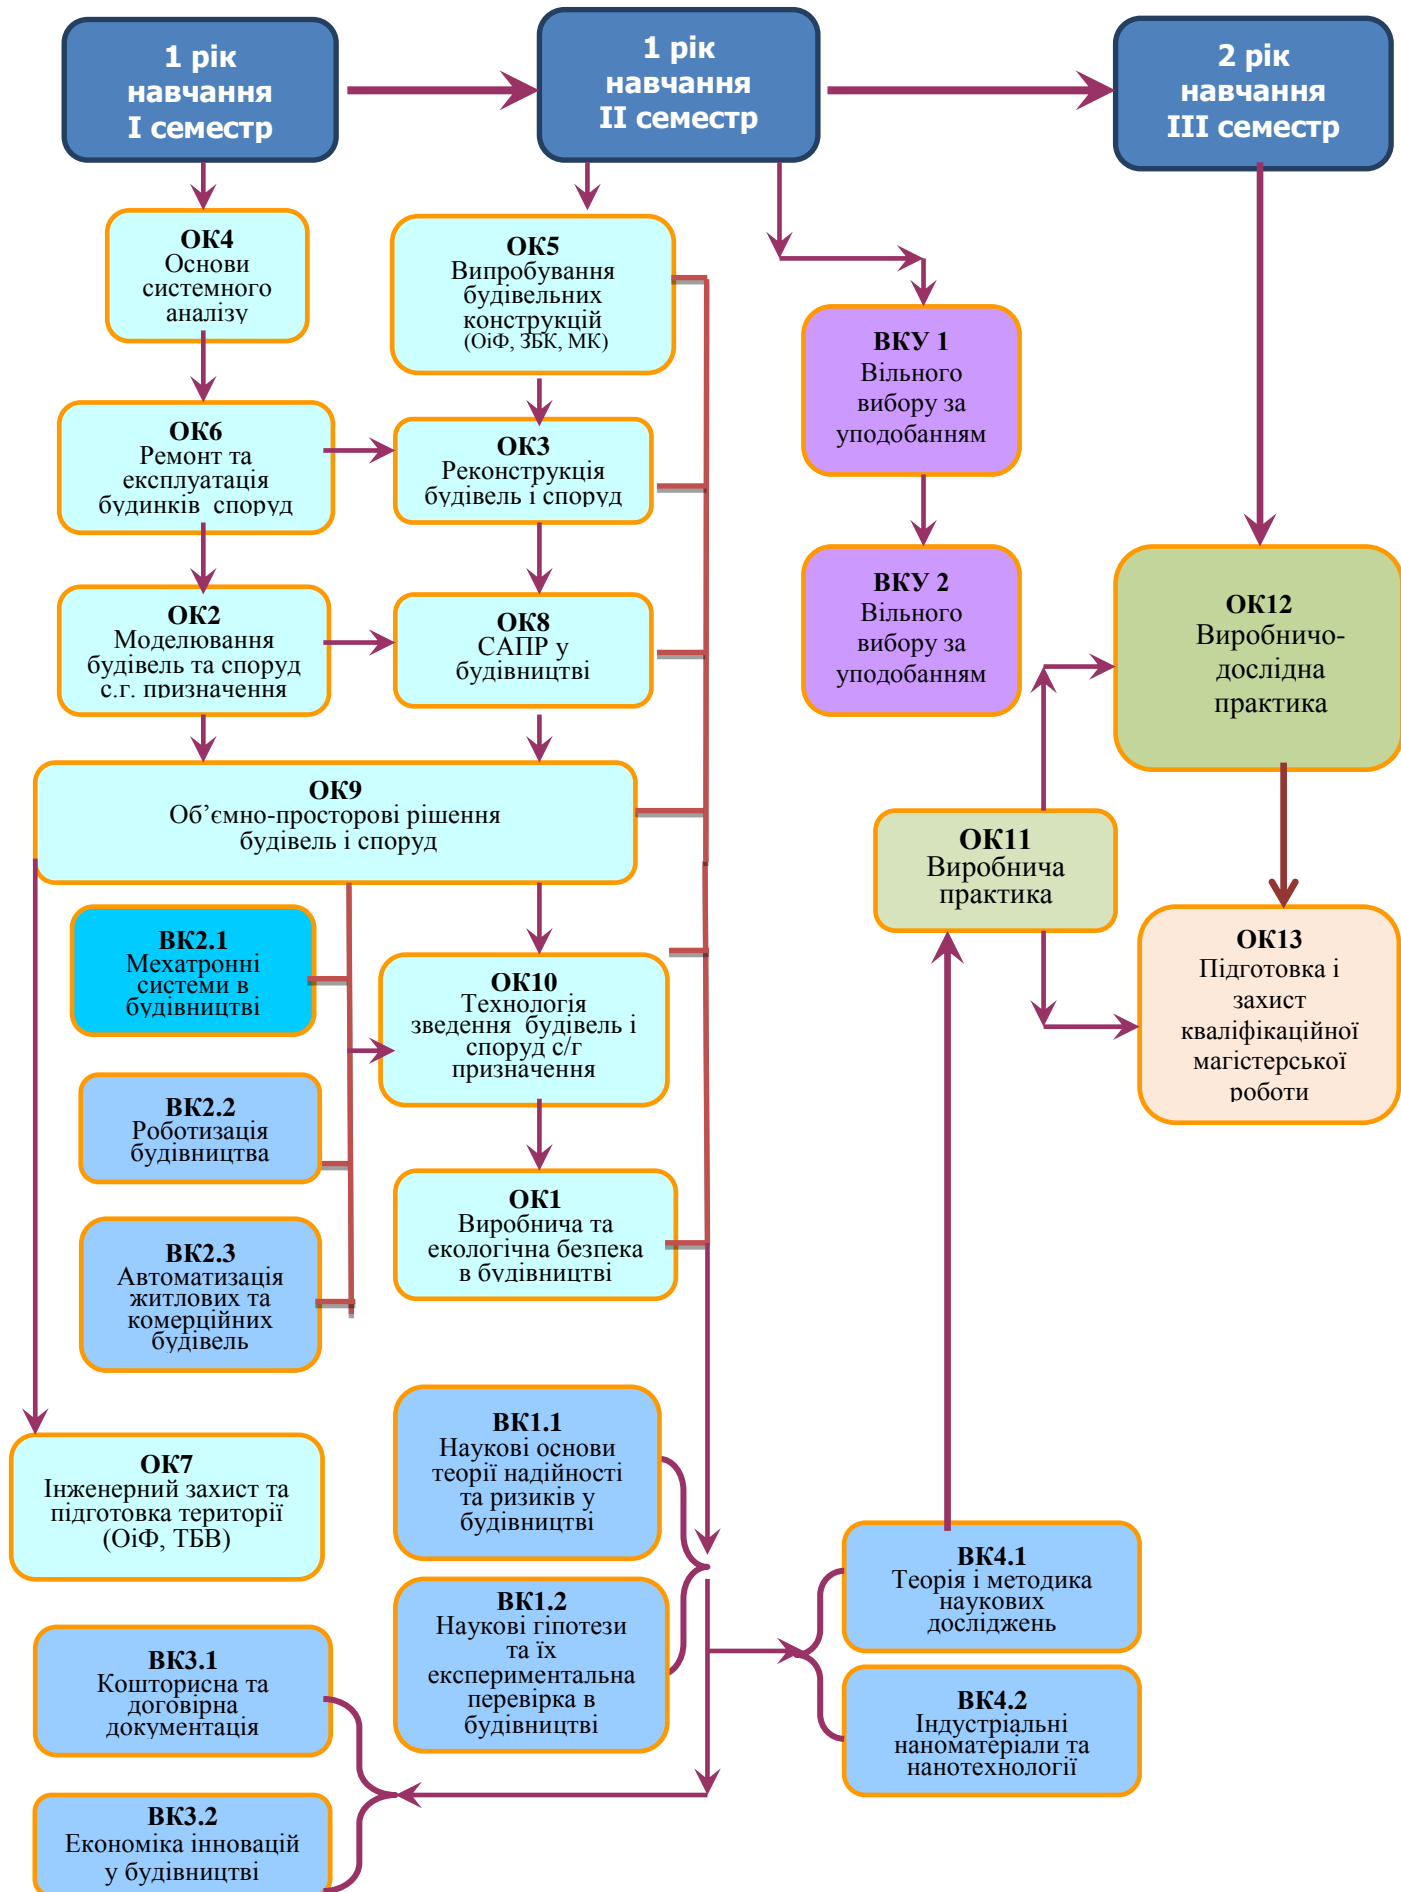 1 рік
навчання
І семестр
1 рік
навчання
ІІ семестр
2 рік
навчання
ІІІ семестр
ОК4
Основи
системного
аналізу
ОК5
Випробування
будівельних
конструкцій
(ОіФ, ЗБК, МК)
ВКУ 1
Вільного
вибору за
уподобанням
ОК6
Ремонт та
експлуатація
будинків споруд
ОК3
Реконструкція
будівель і споруд
ВКУ 2
Вільного
вибору за
уподобанням
ОК12
Виробничо-
дослідна
практика
ОК2
Моделювання
будівель та споруд
с.г. призначення
ОК8
САПР у
будівництві
ОК9
Об’ємно-просторові рішення
будівель і споруд
ОК11
Виробнича
практика
ВК2.1
Мехатронні
системи в
будівництві
ОК10
Технологія
зведення будівель і
споруд с/г
призначення
ОК13
Підготовка і
захист
кваліфікаційної
магістерської
роботи
ВК2.2
Роботизація
будівництва
ОК1
Виробнича та
екологічна безпека
в будівництві
ВК2.3
Автоматизація
житлових та
комерційних
будівель
ВК1.1
Наукові основи
теорії надійності
та ризиків у
будівництві
ОК7
Інженерний захист та
підготовка території
(ОіФ, ТБВ)
ВК4.1
Теорія і методика
наукових
досліджень
ВК1.2
Наукові гіпотези
та їх
експериментальна
перевірка в
будівництві
ВК3.1
Кошторисна та
договірна
документація
ВК4.2
Індустріальні
наноматеріали та
нанотехнології
ВК3.2
Економіка інновацій
у будівництві